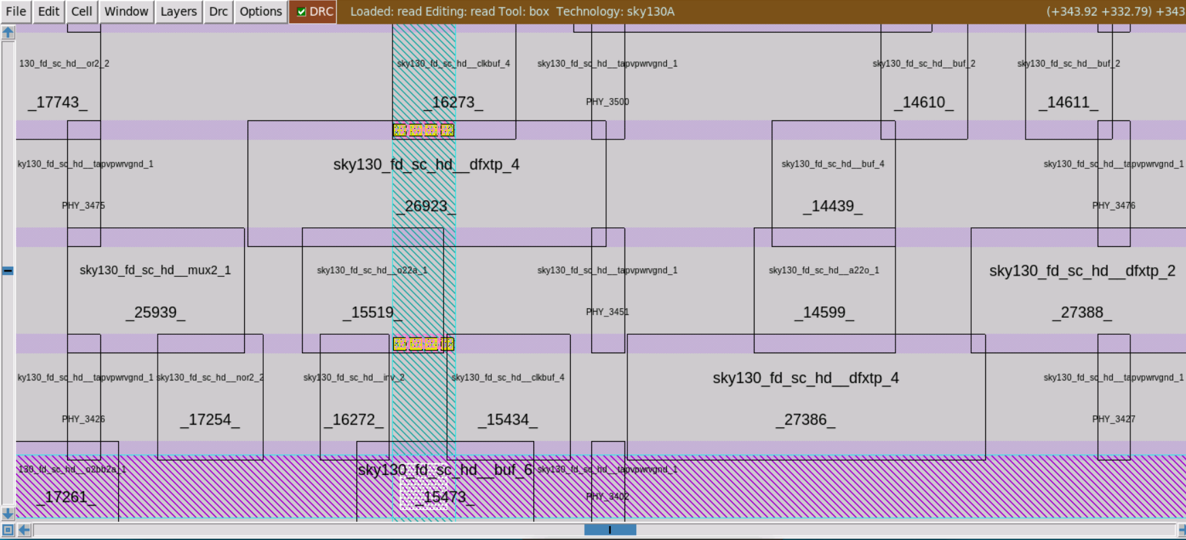 File Edit Cell Window Layers Drc Options DRC Loaded: read Editing: read Tool: box Technology: sky130A (+343.92 +332.79) +343
130_fd_sc_hd__or2_2 sky130_fd_sc_hd__clkbuf_4 sky130_fd_sc_hd__tapvpwrvgnd_1 sky130_fd_sc_hd__buf_2 sky130_fd_sc_hd__buf_2
_17743_ _16273_ PHY_3500 _14610_ _14611_
ky130_fd_sc_hd__tapvpwrvgnd_1 sky130_fd_sc_hd__dfxtp_4 sky130_fd_sc_hd__buf_4 sky130_fd_sc_hd__tapvpwrvgnd_1
PHY_3475 _26923_ _14439_ PHY_3476
sky130_fd_sc_hd__mux2_1 sky130_fd_sc_hd__o22a_1 sky130_fd_sc_hd__tapvpwrvgnd_1 sky130_fd_sc_hd__a22o_1 sky130_fd_sc_hd__dfxtp_2
_25939_ _15519_ PHY_3451 _14599_ _27388_
ky130_fd_sc_hd__tapvpwrvgnd_1 sky130_fd_sc_hd__nor2_2 sky130_fd_sc_hd__inv_2 sky130_fd_sc_hd__clkbuf_4 sky130_fd_sc_hd__dfxtp_4 sky130_fd_sc_hd__tapvpwrvgnd_1
PHY_3426 _17254_ _16272_ _15434_ _27386_ PHY_3427
130_fd_sc_hd__o2bb2a_1 sky130_fd_sc_hd__buf_6 sky130_fd_sc_hd__tapvpwrvgnd_1
_17261_ _15473_ PHY_3402